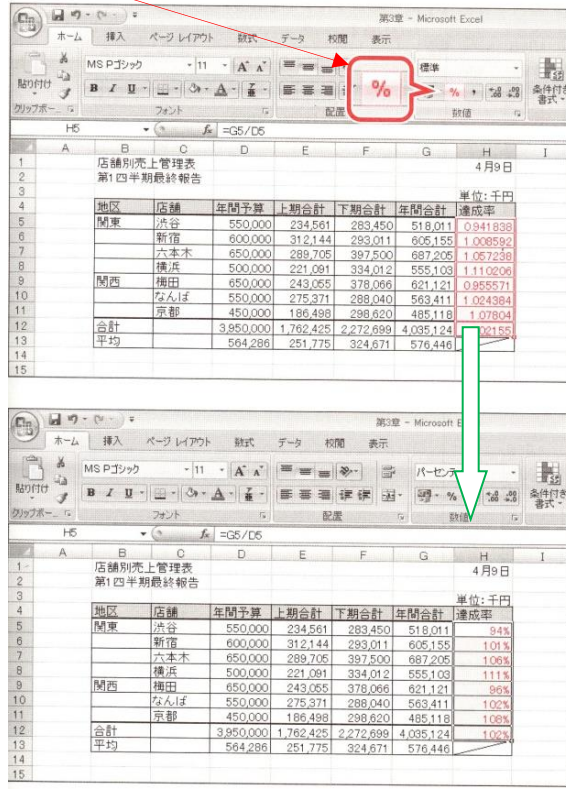 第3章 - Microsoft Excel
ホーム 挿入 ページ レイアウト 数式 データ 校閲 表示
MS Pゴシック 11 A A 標準
貼り付け B I U A % % , 条件付き
書式
クリップボー... フォント 配置 数値
H5 fx =G5/D5
A B C D E F G H I
1 店舗別売上管理表 4月9日
2 第1四半期最終報告
3 単位:千円
4 地区 店舗 年間予算 上期合計 下期合計 年間合計 達成率
5 関東 渋谷 550,000 234,561 283,450 518,011 0.941838
6 新宿 600,000 312,144 293,011 605,155 1.008592
7 六本木 650,000 289,705 397,500 687,205 1.057238
8 横浜 500,000 221,091 334,012 555,103 1.110206
9 関西 梅田 650,000 243,055 378,066 621,121 0.955571
10 なんば 550,000 275,371 288,040 563,411 1.024384
11 京都 450,000 186,498 298,620 485,118 1.07804
12 合計 3,950,000 1,762,425 2,272,699 4,035,124 02155
13 平均 564,286 251,775 324,671 576,446
14
15
第3章 - Microsoft E
ホーム 挿入 ページ レイアウト 数式 データ 校閲 表示
MS Pゴシック 11 A A パーセンテ
貼り付け B I U A % 条件付き
書式
クリップボー... フォント 配置 数値
H5 fx =G5/D5
A B C D E F G H I
1 店舗別売上管理表 4月9日
2 第1四半期最終報告
3 単位:千円
4 地区 店舗 年間予算 上期合計 下期合計 年間合計 達成率
5 関東 渋谷 550,000 234,561 283,450 518,011 94%
6 新宿 600,000 312,144 293,011 605,155 101%
7 六本木 650,000 289,705 397,500 687,205 106%
8 横浜 500,000 221,091 334,012 555,103 111%
9 関西 梅田 650,000 243,055 378,066 621,121 96%
10 なんば 550,000 275,371 288,040 563,411 102%
11 京都 450,000 186,498 298,620 485,118 108%
12 合計 3,950,000 1,762,425 2,272,699 4,035,124 102%
13 平均 564,286 251,775 324,671 576,446
14
15